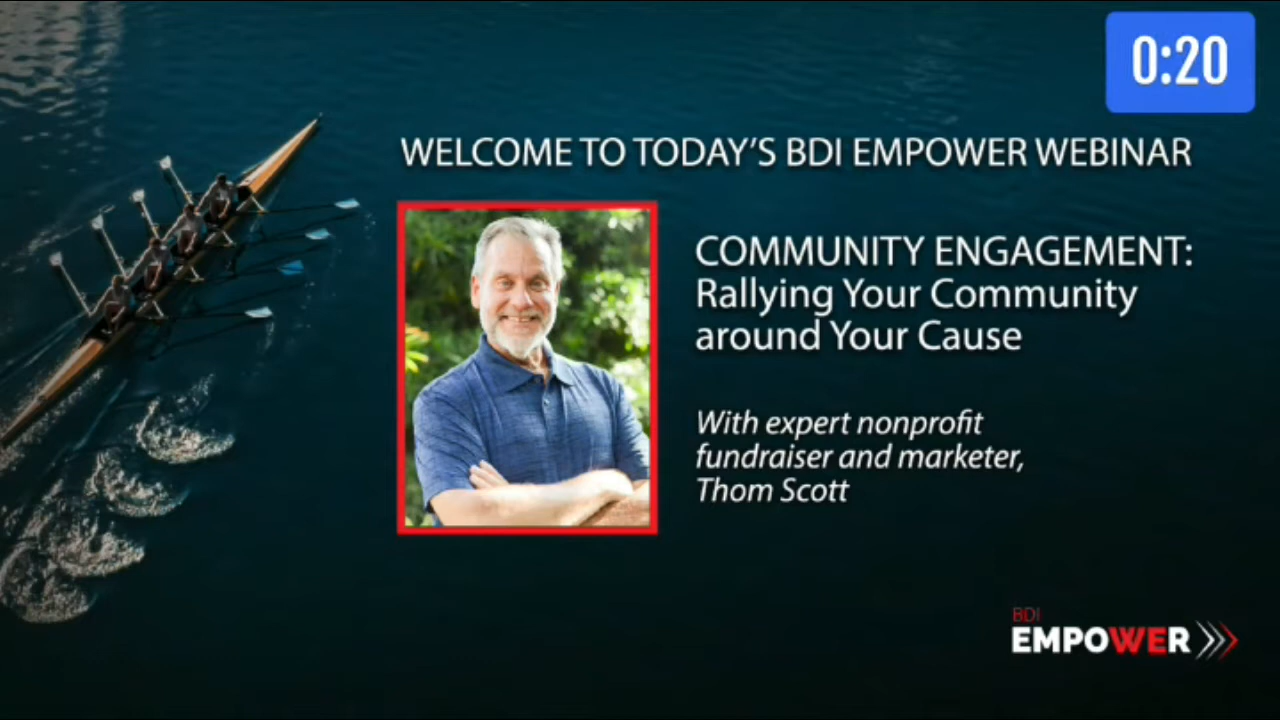 0:20
WELCOME TO TODAY'S BDI EMPOWER WEBINAR
COMMUNITY ENGAGEMENT:
Rallying Your Community
around Your Cause
With expert nonprofit
fundraiser and marketer,
Thom Scott
BDI
EMPOWER